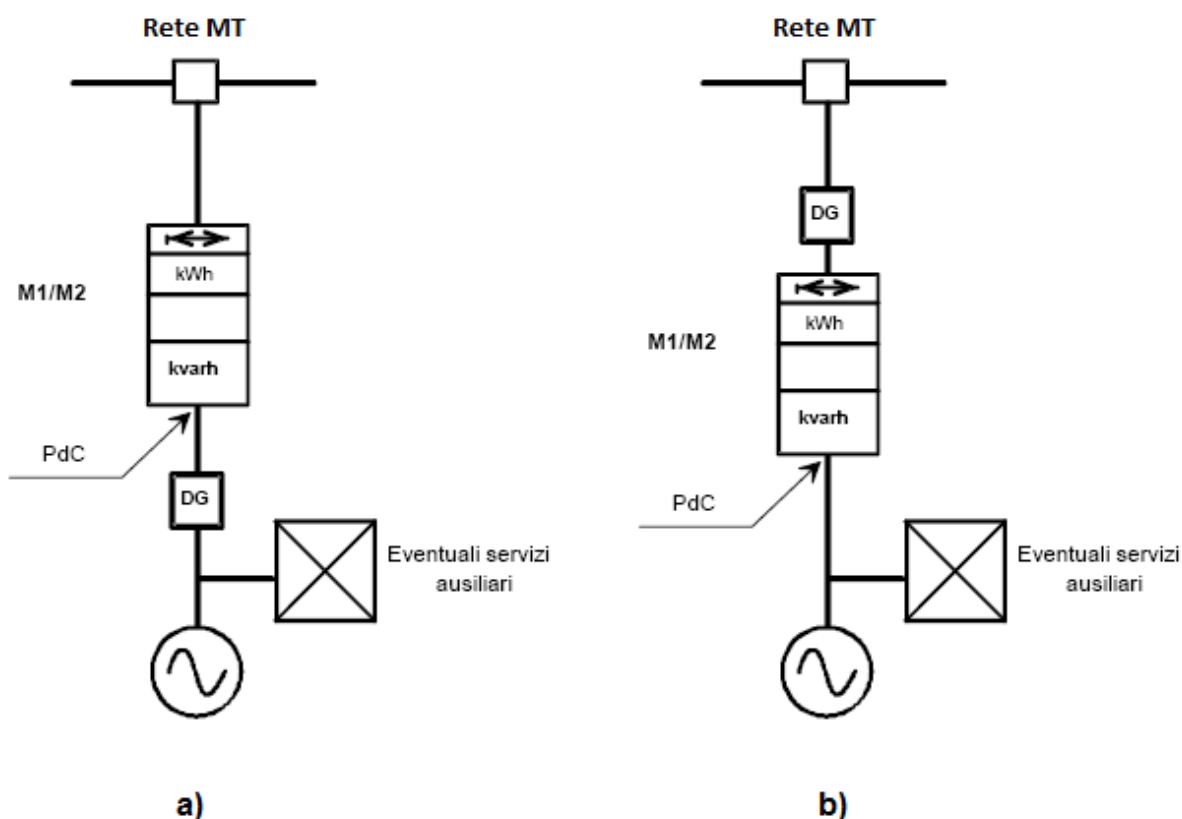 Rete MT
kWh
M1/M2
kvarh
PdC
DG
Eventuali servizi
ausiliari
a)
Rete MT
DG
kWh
M1/M2
kvarh
PdC
Eventuali servizi
ausiliari
b)